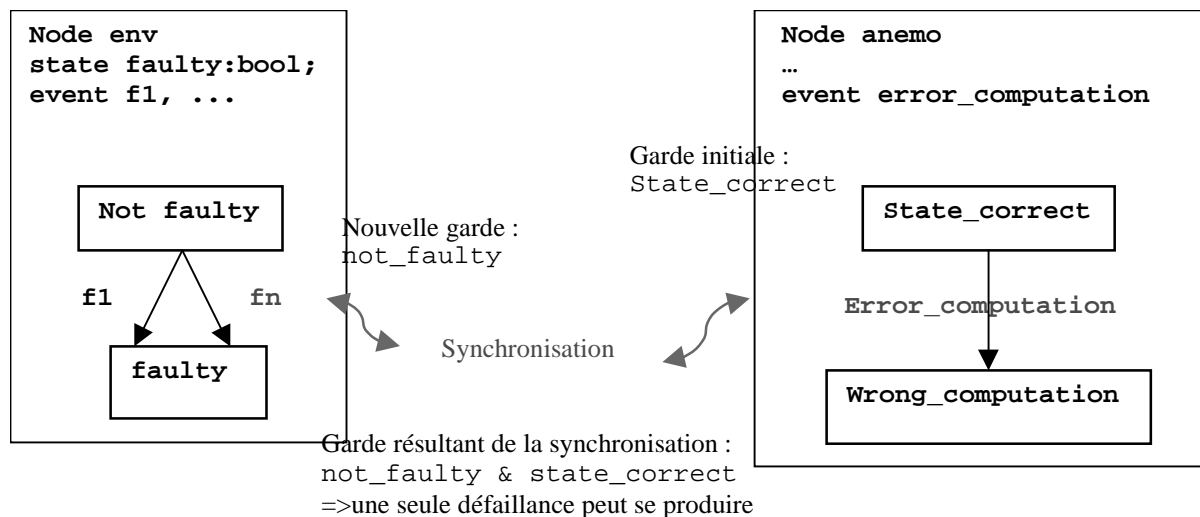 Node env
state faulty:bool;
event f1, ...
Not faulty
f1
fn
faulty
Nouvelle garde :
not_faulty
Synchronisation
Garde résultant de la synchronisation :
not_faulty & state_correct
=>une seule défaillance peut se produire
Garde initiale :
State_correct
Node anemo
…
event error_computation
State_correct
Error_computation
Wrong_computation